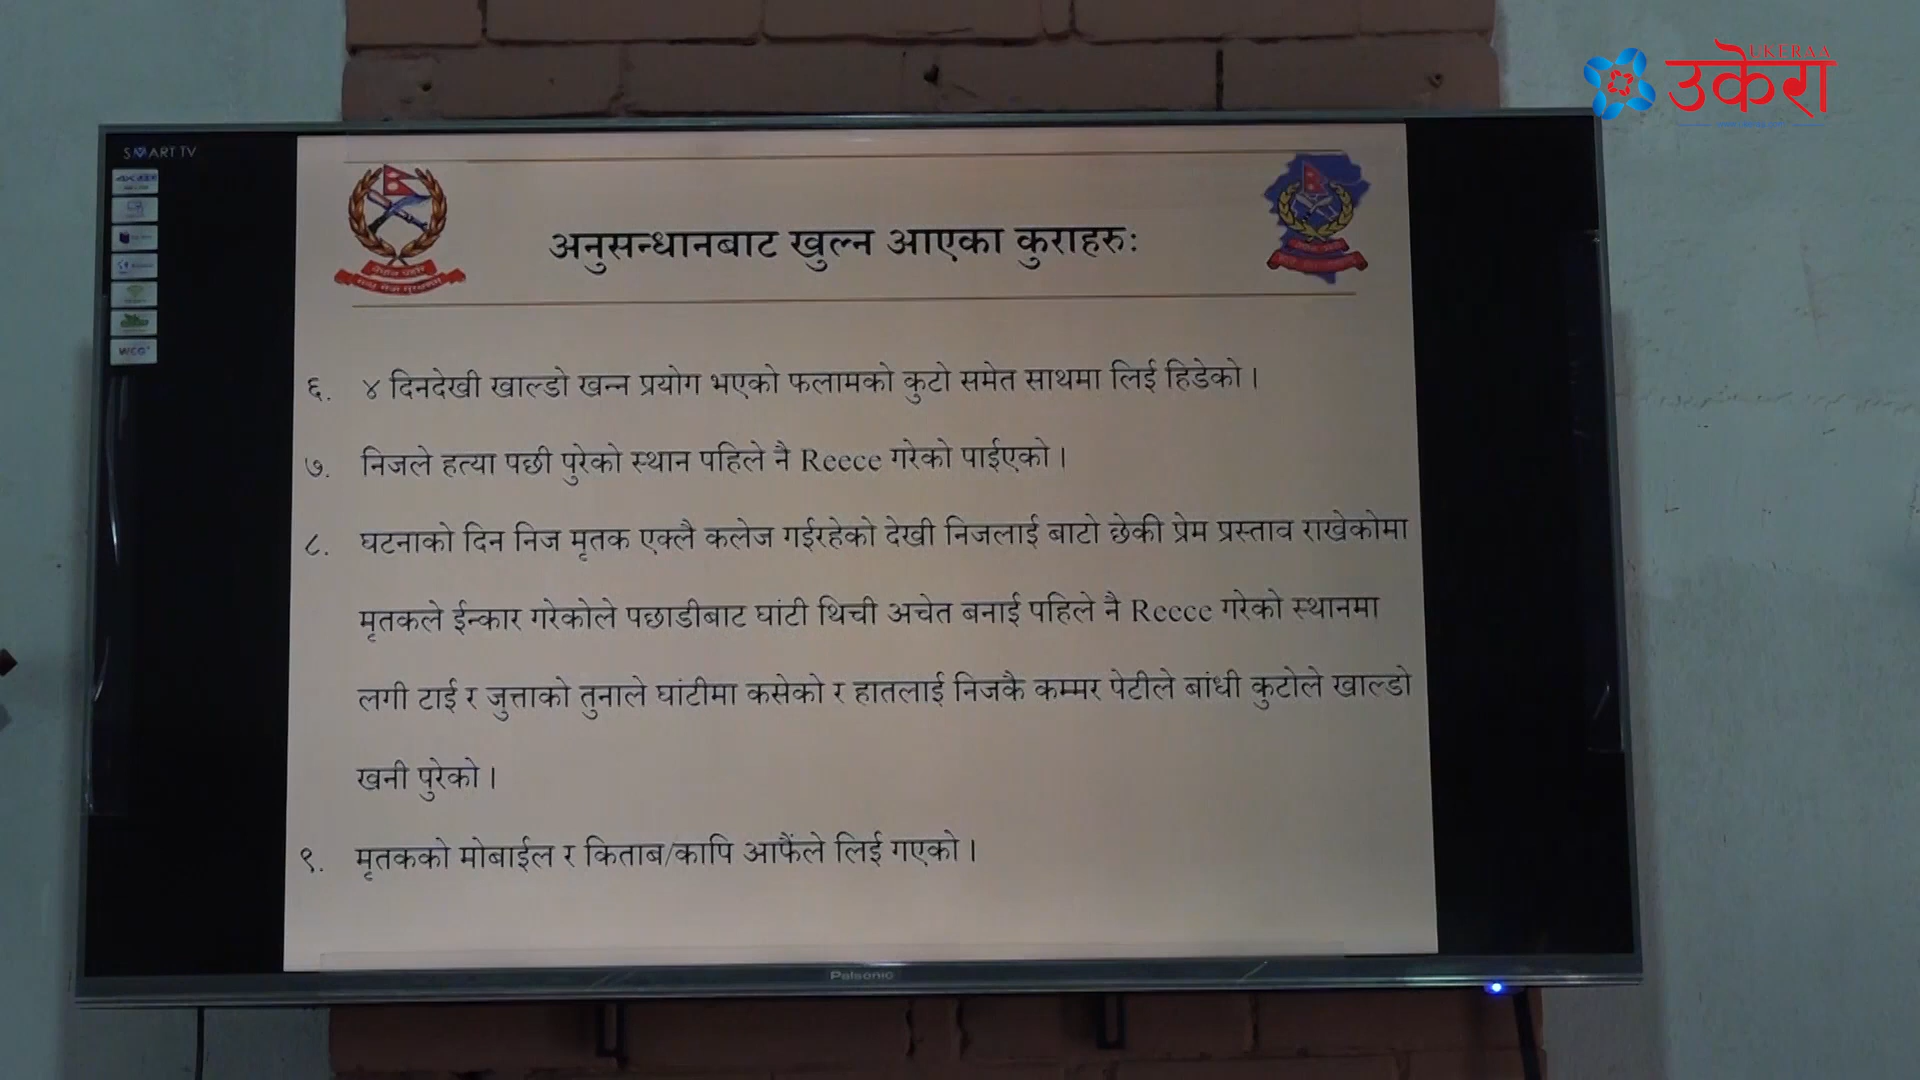 UKERAA
उकेरा
SMART TV
अनुसन्धानबाट खुल्न आएका कुराहरुः
६. ४ दिनदेखी खाल्डो खन्न प्रयोग भएको फलामको कुटो समेत साथमा लिई हिडेको ।
७. निजले हत्या पछी पुरेको स्थान पहिले नै Reece गरेको पाईएको ।
८. घटनाको दिन निज मृतक एक्लै कलेज गईरहेको देखी निजलाई बाटो छेकी प्रेम प्रस्ताव राखेकोमा
मृतकले ईन्कार गरेकोले पछाडीबाट घांटी थिची अचेत बनाई पहिले नै Reece गरेको स्थानमा
लगी टाई र जुत्ताको तुनाले घांटीमा कसेको र हातलाई निजकै कम्मर पेटीले बांधी कुटोले खाल्डो
खनी पुरेको ।
९. मृतकको मोबाईल र किताब/कापि आफैंले लिई गएको ।
Palsonic